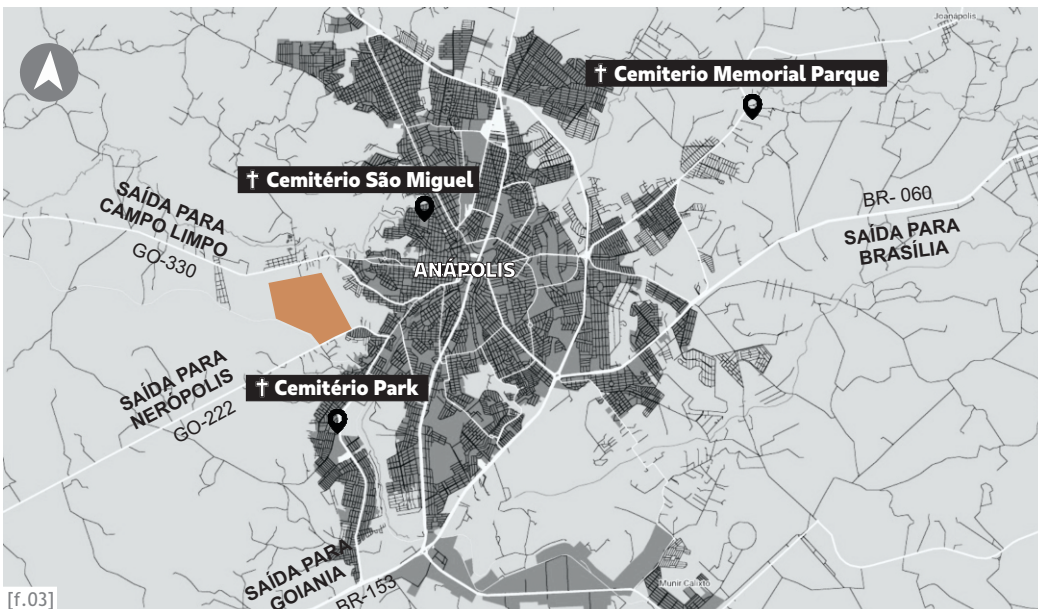 Joanápolis
† Cemiterio Memorial Parque
† Cemitério São Miguel
SAÍDA PARA
CAMPO LIMPO
GO-330
BR- 060
SAÍDA PARA
BRASÍLIA
ANÁPOLIS
SAÍDA PARA
NERÓPOLIS
GO-222
† Cemitério Park
SAÍDA PARA
GOIANIA
BR-153
Munir Calixto
[f.03]